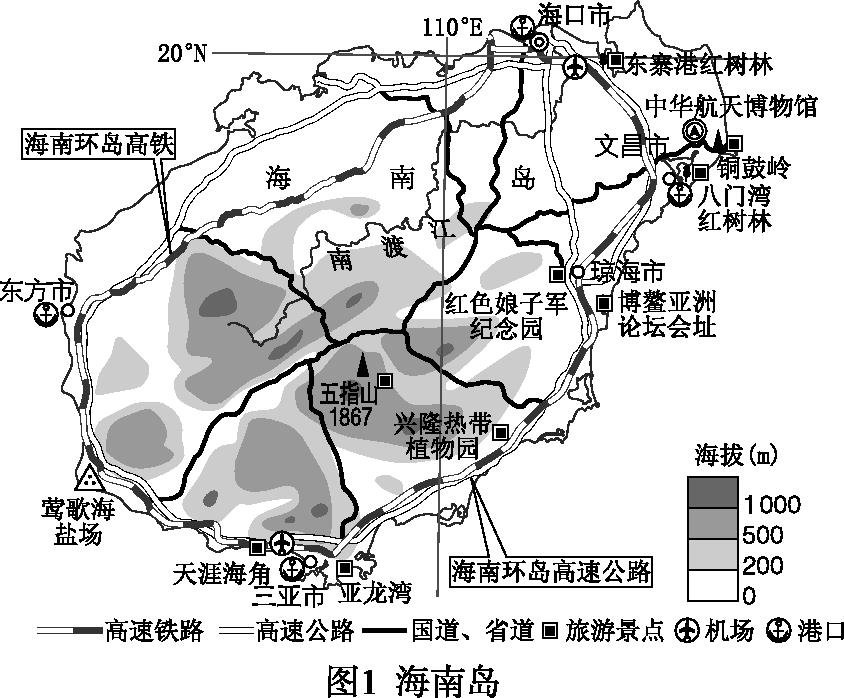 海口市
110°E
20°N
东寨港红树林
中华航天博物馆
海南环岛高铁
文昌市
铜鼓岭
海 南 岛
八门湾
红树林
南 渡 江
东方市
琼海市
红色娘子军
纪念园
博鳌亚洲
论坛会址
五指山
1867
兴隆热带
植物园
海拔(m)
1000
500
200
0
莺歌海
盐场
天涯海角
三亚市
亚龙湾
海南环岛高速公路
高速铁路 高速公路 国道、省道 旅游景点 机场 港口
图1 海南岛